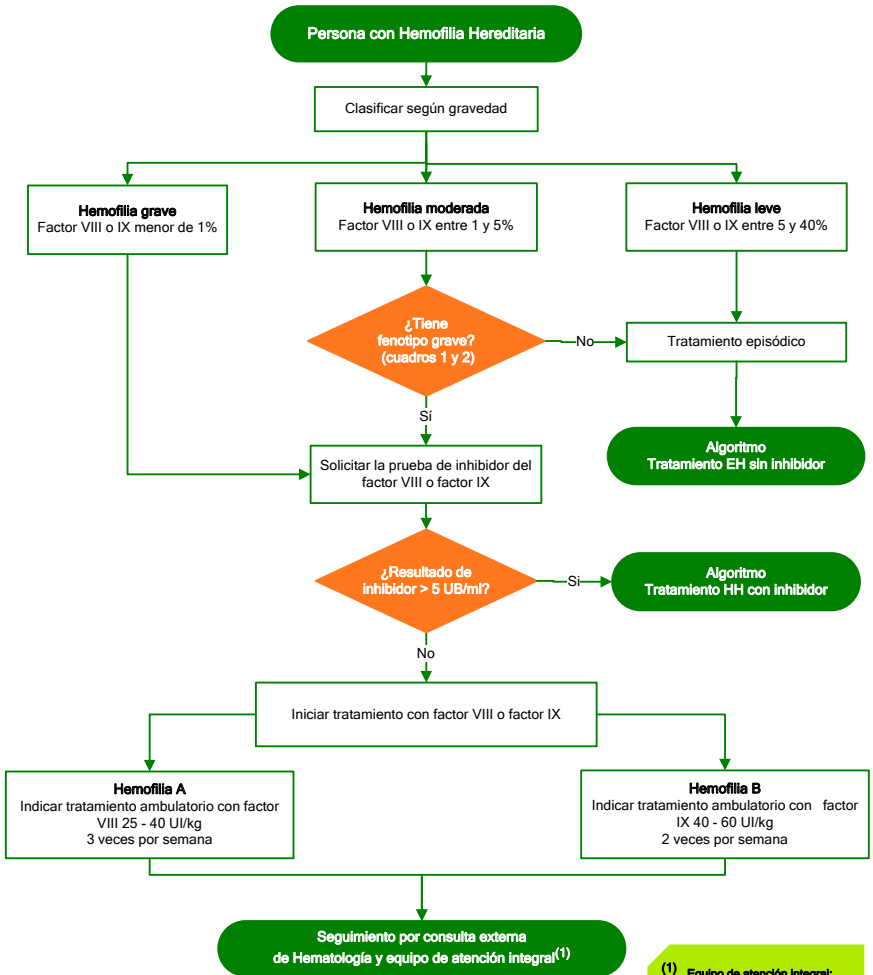 Persona con Hemofilia Hereditaria
Clasificar según gravedad
Hemofilia grave
Factor VIII o IX menor de 1%
Hemofilia moderada
Factor VIII o IX entre 1 y 5%
Hemofilia leve
Factor VIII o IX entre 5 y 40%
¿Tiene
fenotipo grave?
(cuadros 1 y 2)
No
Tratamiento episódico
Sí
Algoritmo
Tratamiento EH sin inhibidor
Solicitar la prueba de inhibidor del
factor VIII o factor IX
¿Resultado de
inhibidor > 5 UB/ml?
Si
Algoritmo
Tratamiento HH con inhibidor
No
Iniciar tratamiento con factor VIII o factor IX
Hemofilia A
Indicar tratamiento ambulatorio con factor
VIII 25 - 40 UI/kg
3 veces por semana
Hemofilia B
Indicar tratamiento ambulatorio con factor
IX 40 - 60 UI/kg
2 veces por semana
Seguimiento por consulta externa
de Hematología y equipo de atención integral(1)
(1) Equipo de atención integral: